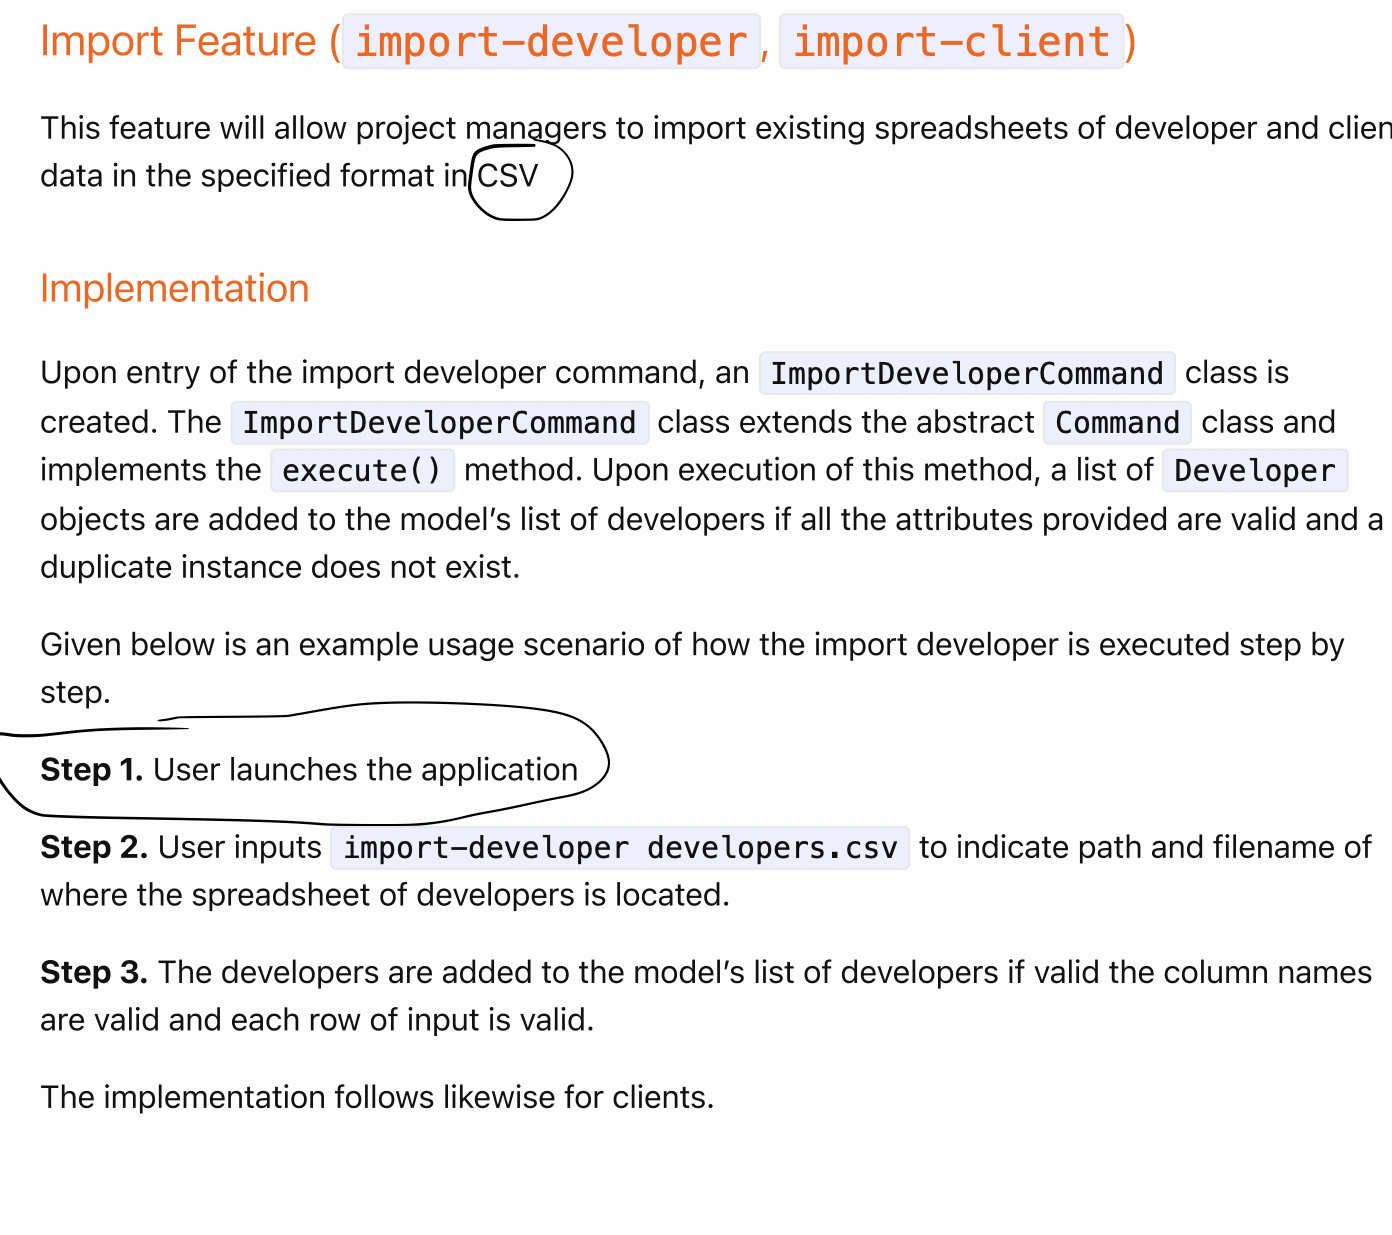 Import Feature (import-developer, import-client)
This feature will allow project managers to import existing spreadsheets of developer and clien
data in the specified format in CSV
Implementation
Upon entry of the import developer command, an ImportDeveloperCommand class is
created. The ImportDeveloperCommand class extends the abstract Command class and
implements the execute() method. Upon execution of this method, a list of Developer
objects are added to the model’s list of developers if all the attributes provided are valid and a
duplicate instance does not exist.
Given below is an example usage scenario of how the import developer is executed step by
step.
Step 1. User launches the application
Step 2. User inputs import-developer developers.csv to indicate path and filename of
where the spreadsheet of developers is located.
Step 3. The developers are added to the model’s list of developers if valid the column names
are valid and each row of input is valid.
The implementation follows likewise for clients.